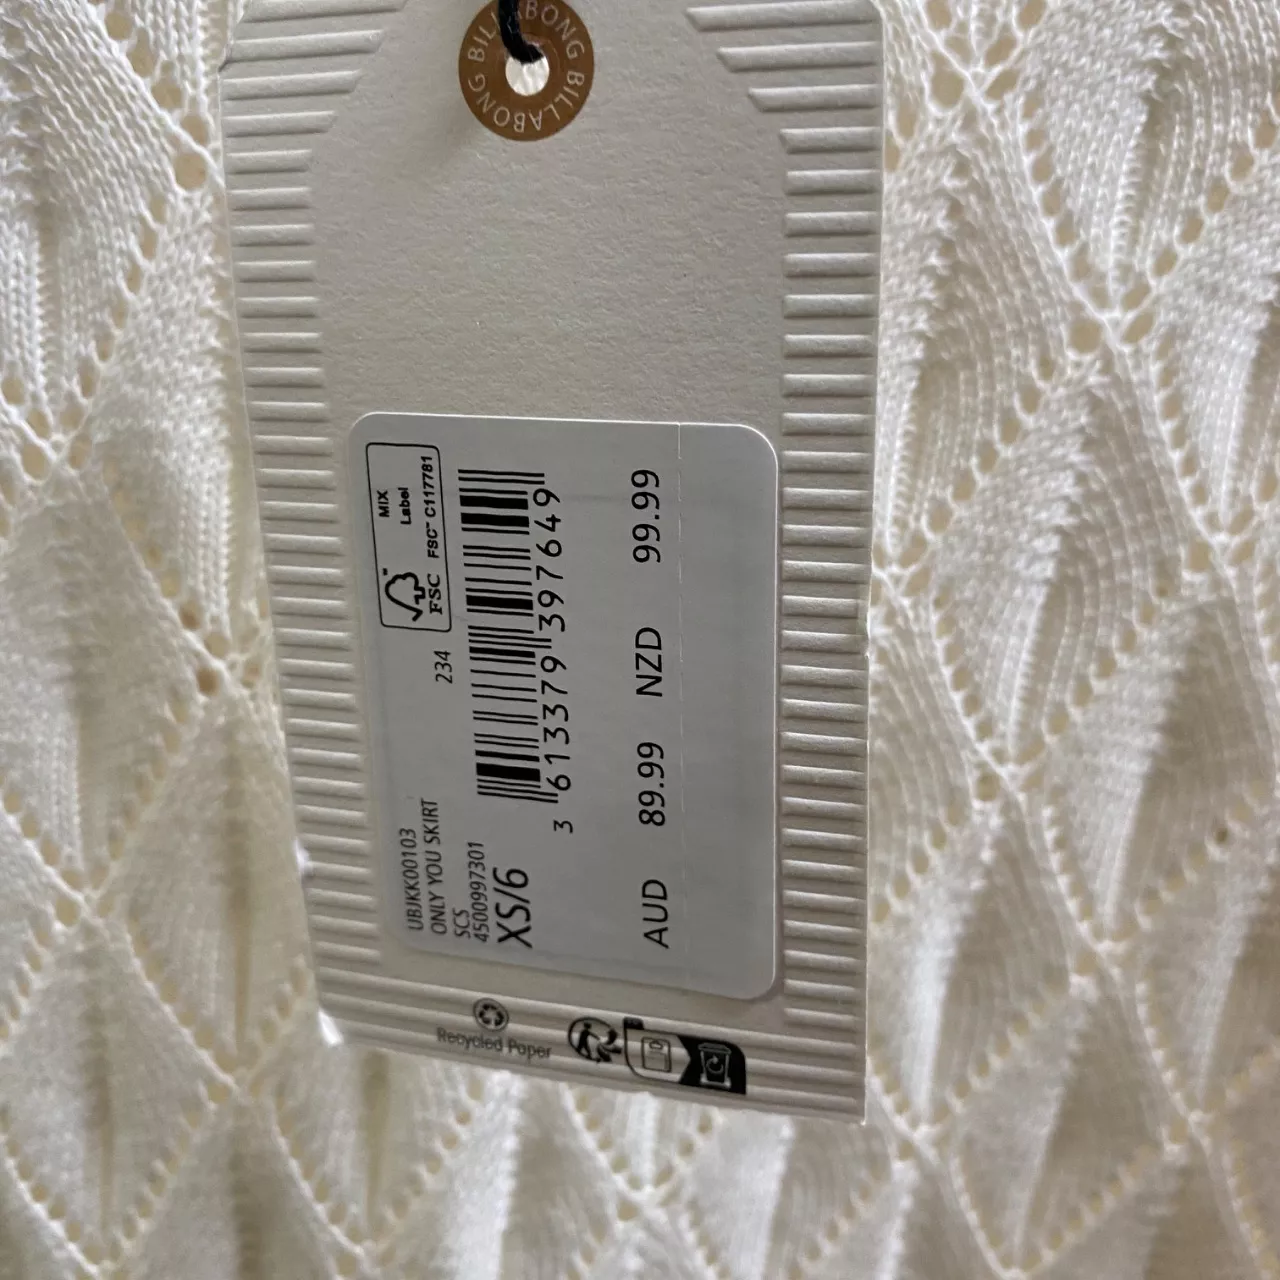 BILLABONG BILLABONG
UBJKK00103
ONLY YOU SKIRT
SCS
4500997301
XS/6
234
MIX
Label
FSC
FSC™ C117781
3 613379 397649
AUD 89.99 NZD 99.99
Recycled Paper